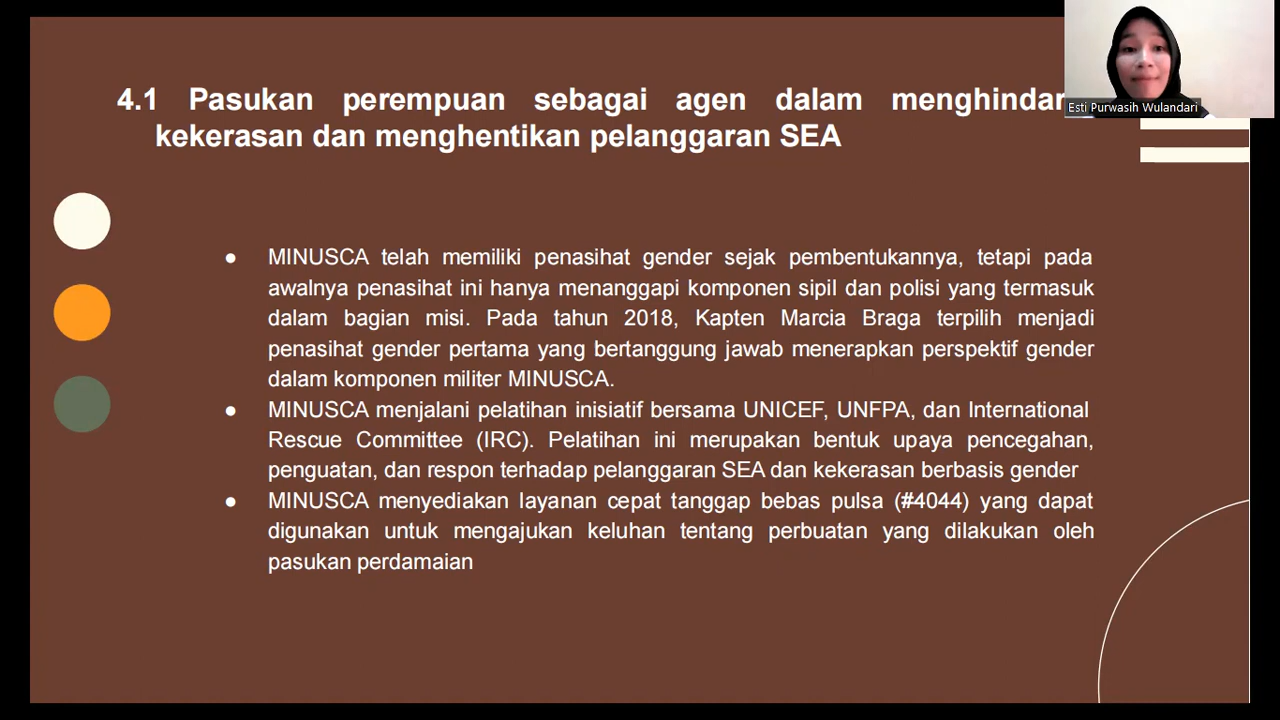 4.1 Pasukan perempuan sebagai agen dalam menghindar
kekerasan dan menghentikan pelanggaran SEA
Esti Purwasih Wulandari
● MINUSCA telah memiliki penasihat gender sejak pembentukannya, tetapi pada
awalnya penasihat ini hanya menanggapi komponen sipil dan polisi yang termasuk
dalam bagian misi. Pada tahun 2018, Kapten Marcia Braga terpilih menjadi
penasihat gender pertama yang bertanggung jawab menerapkan perspektif gender
dalam komponen militer MINUSCA.
● MINUSCA menjalani pelatihan inisiatif bersama UNICEF, UNFPA, dan International
Rescue Committee (IRC). Pelatihan ini merupakan bentuk upaya pencegahan,
penguatan, dan respon terhadap pelanggaran SEA dan kekerasan berbasis gender
● MINUSCA menyediakan layanan cepat tanggap bebas pulsa (#4044) yang dapat
digunakan untuk mengajukan keluhan tentang perbuatan yang dilakukan oleh
pasukan perdamaian